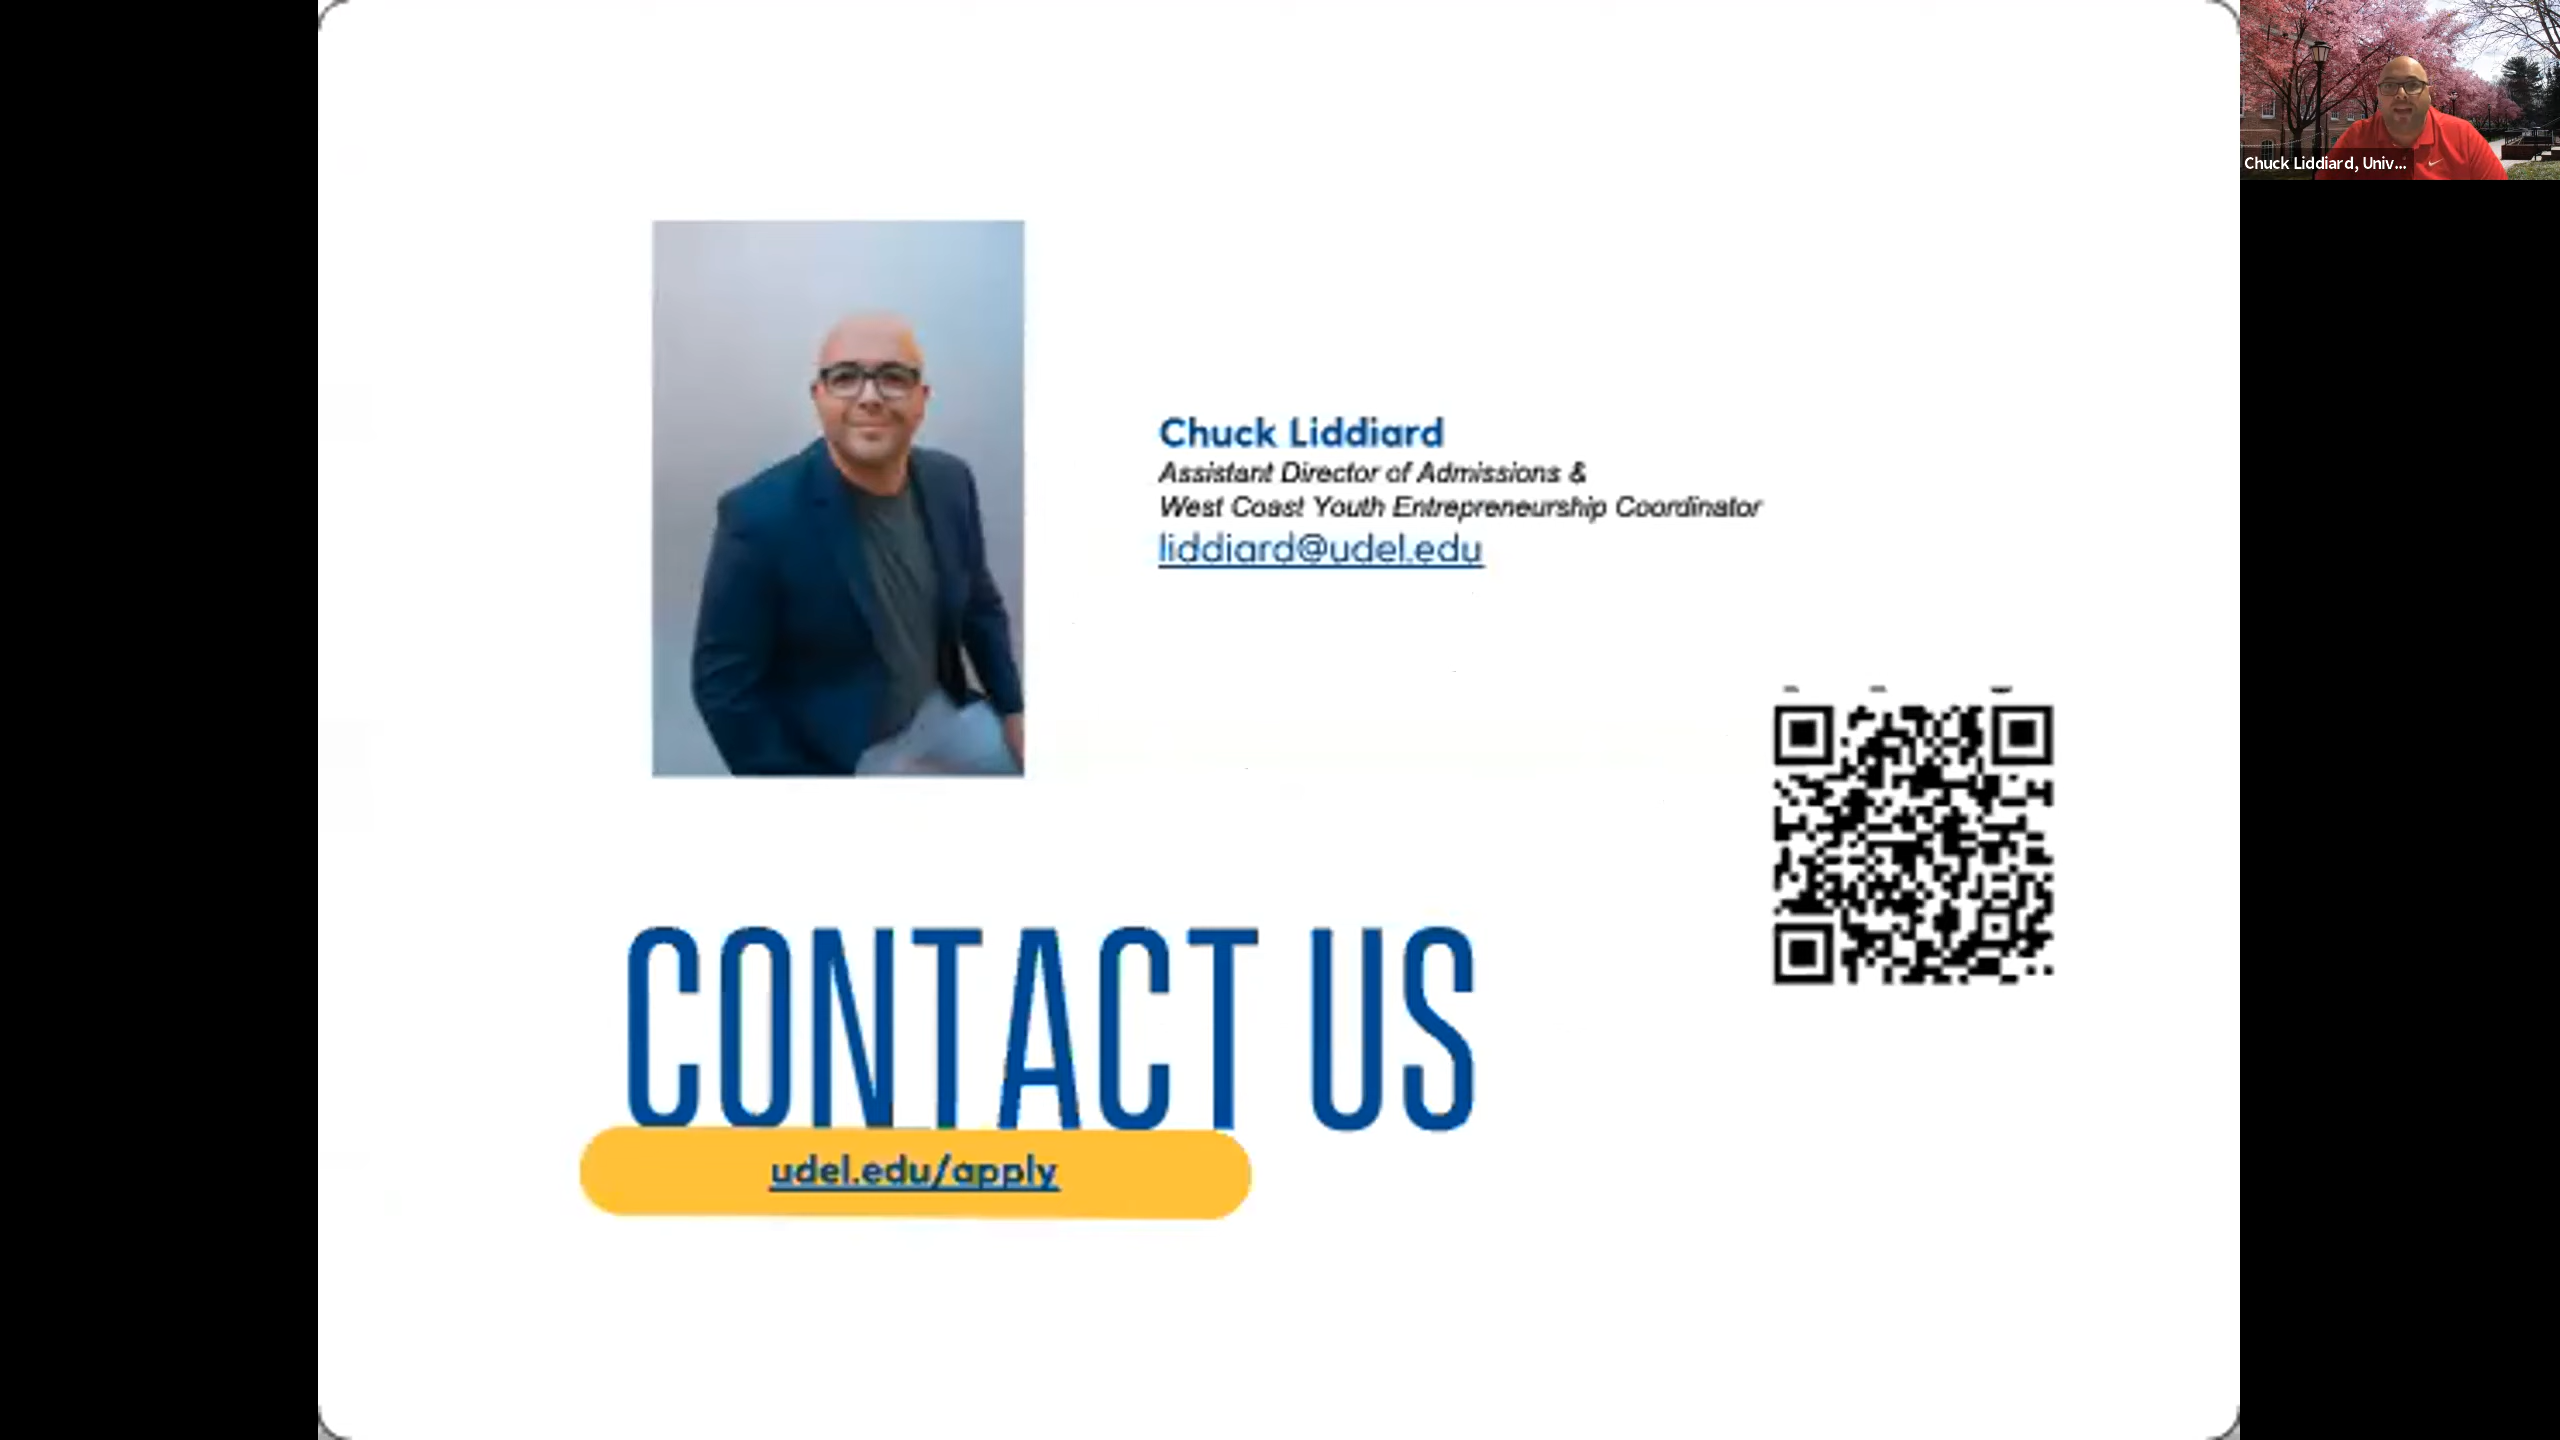 Chuck Liddiard, Univ...
Chuck Liddiard
Assistant Director of Admissions &
West Coast Youth Entrepreneurship Coordinator
liddiard@udel.edu
CONTACT US
udel.edu/apply